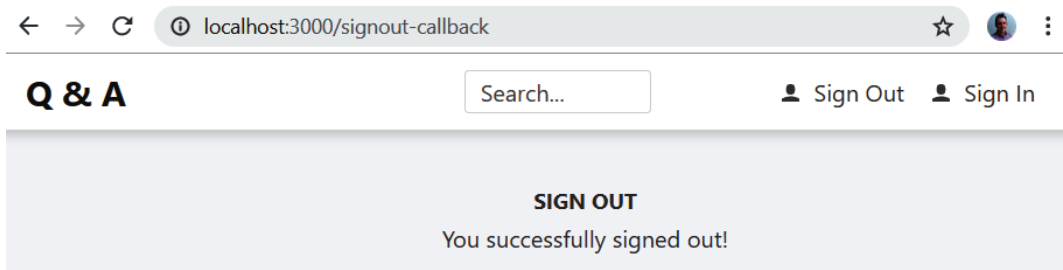 localhost:3000/signout-callback
Q & A Search... Sign Out Sign In
SIGN OUT
You successfully signed out!